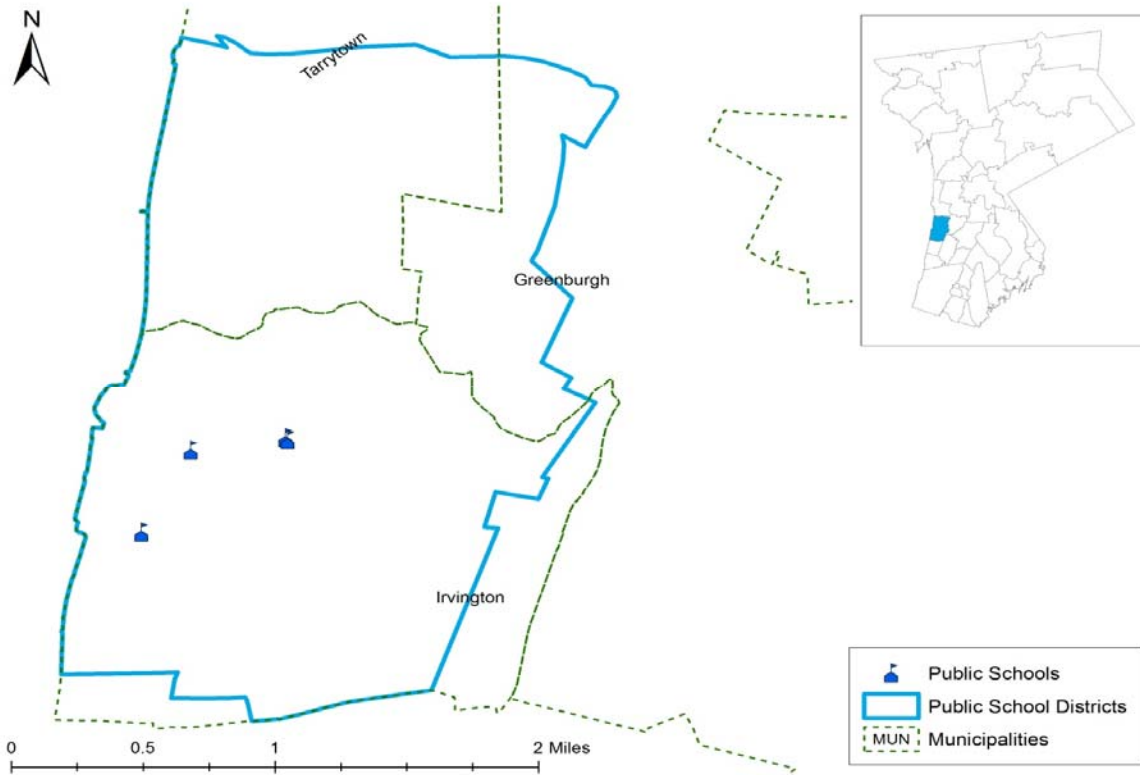 N
Tarrytown
Greenburgh
Irvington
Public Schools
Public School Districts
MUN Municipalities
0 0.5 1 2 Miles